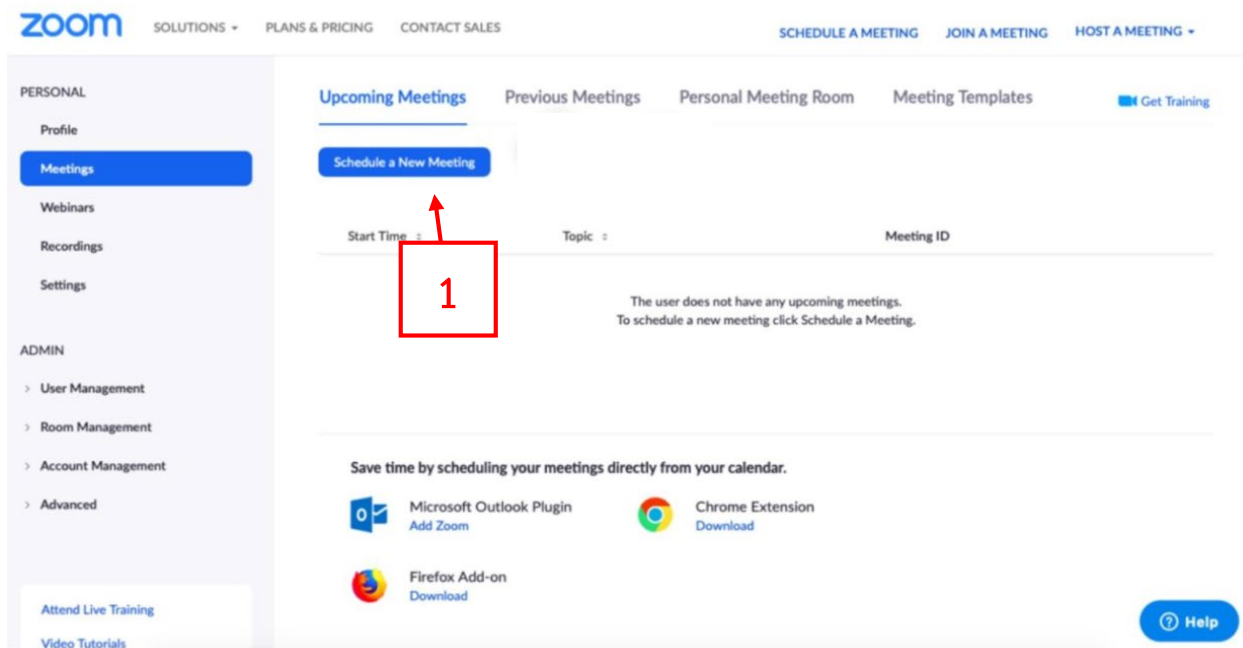 zoom SOLUTIONS PLANS & PRICING CONTACT SALES SCHEDULE A MEETING JOIN A MEETING HOST A MEETING
PERSONAL
Profile
Meetings
Webinars
Recordings
Settings
ADMIN
User Management
Room Management
Account Management
Advanced
Attend Live Training
Video Tutorials
Upcoming Meetings Previous Meetings Personal Meeting Room Meeting Templates Get Training
Schedule a New Meeting
Start Time Topic Meeting ID
1
The user does not have any upcoming meetings.
To schedule a new meeting click Schedule a Meeting.
Save time by scheduling your meetings directly from your calendar.
Microsoft Outlook Plugin
Add Zoom
Chrome Extension
Download
Firefox Add-on
Download
Help